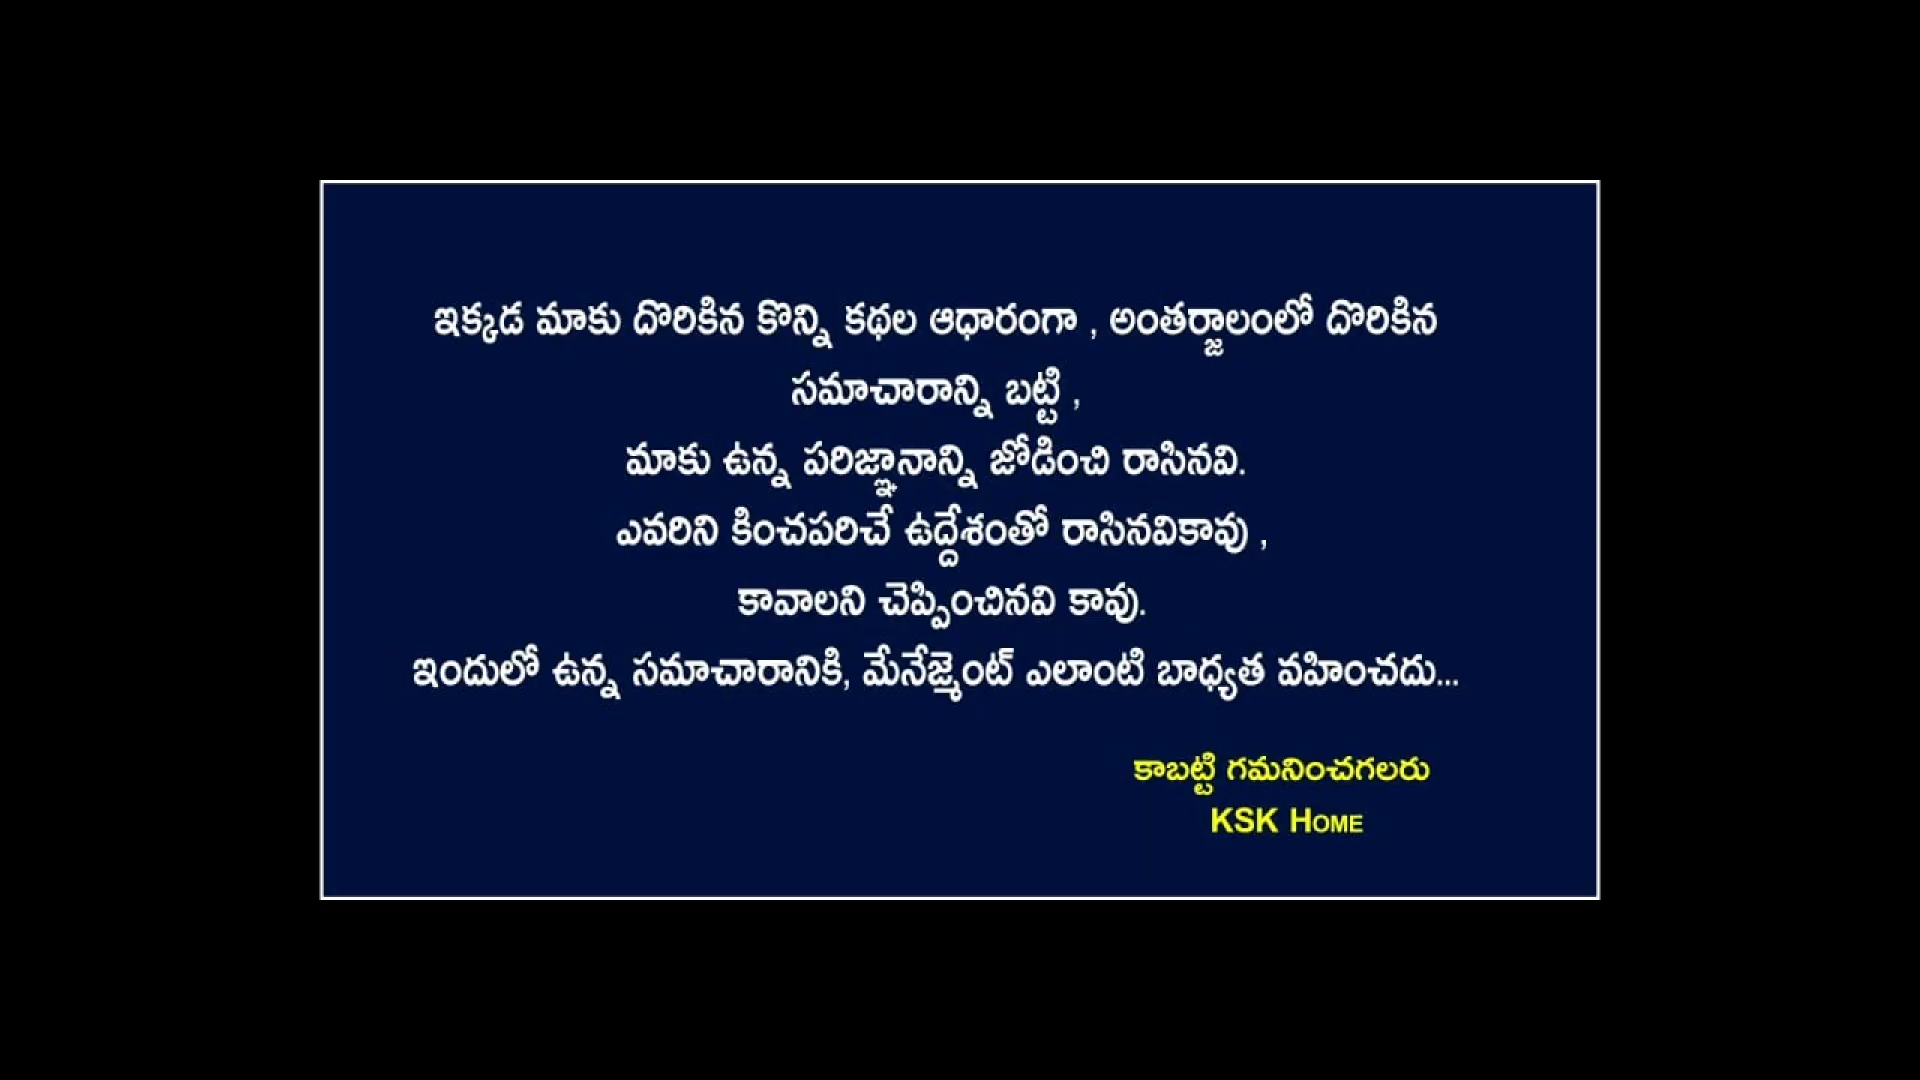 ఇక్కడ మాకు దొరికిన కొన్ని కథల ఆధారంగా , అంతర్జాలంలో దొరికిన
సమాచారాన్ని బట్టి ,
మాకు ఉన్న పరిజ్ఞానాన్ని జోడించి రాసినవి.
ఎవరిని కించపరిచే ఉద్దేశంతో రాసినవికావు ,
కావాలని చెప్పించినవి కావు.
ఇందులో ఉన్న సమాచారానికి, మేనేజ్మెంట్ ఎలాంటి బాధ్యత వహించదు...
కాబట్టి గమనించగలరు
KSK HOME